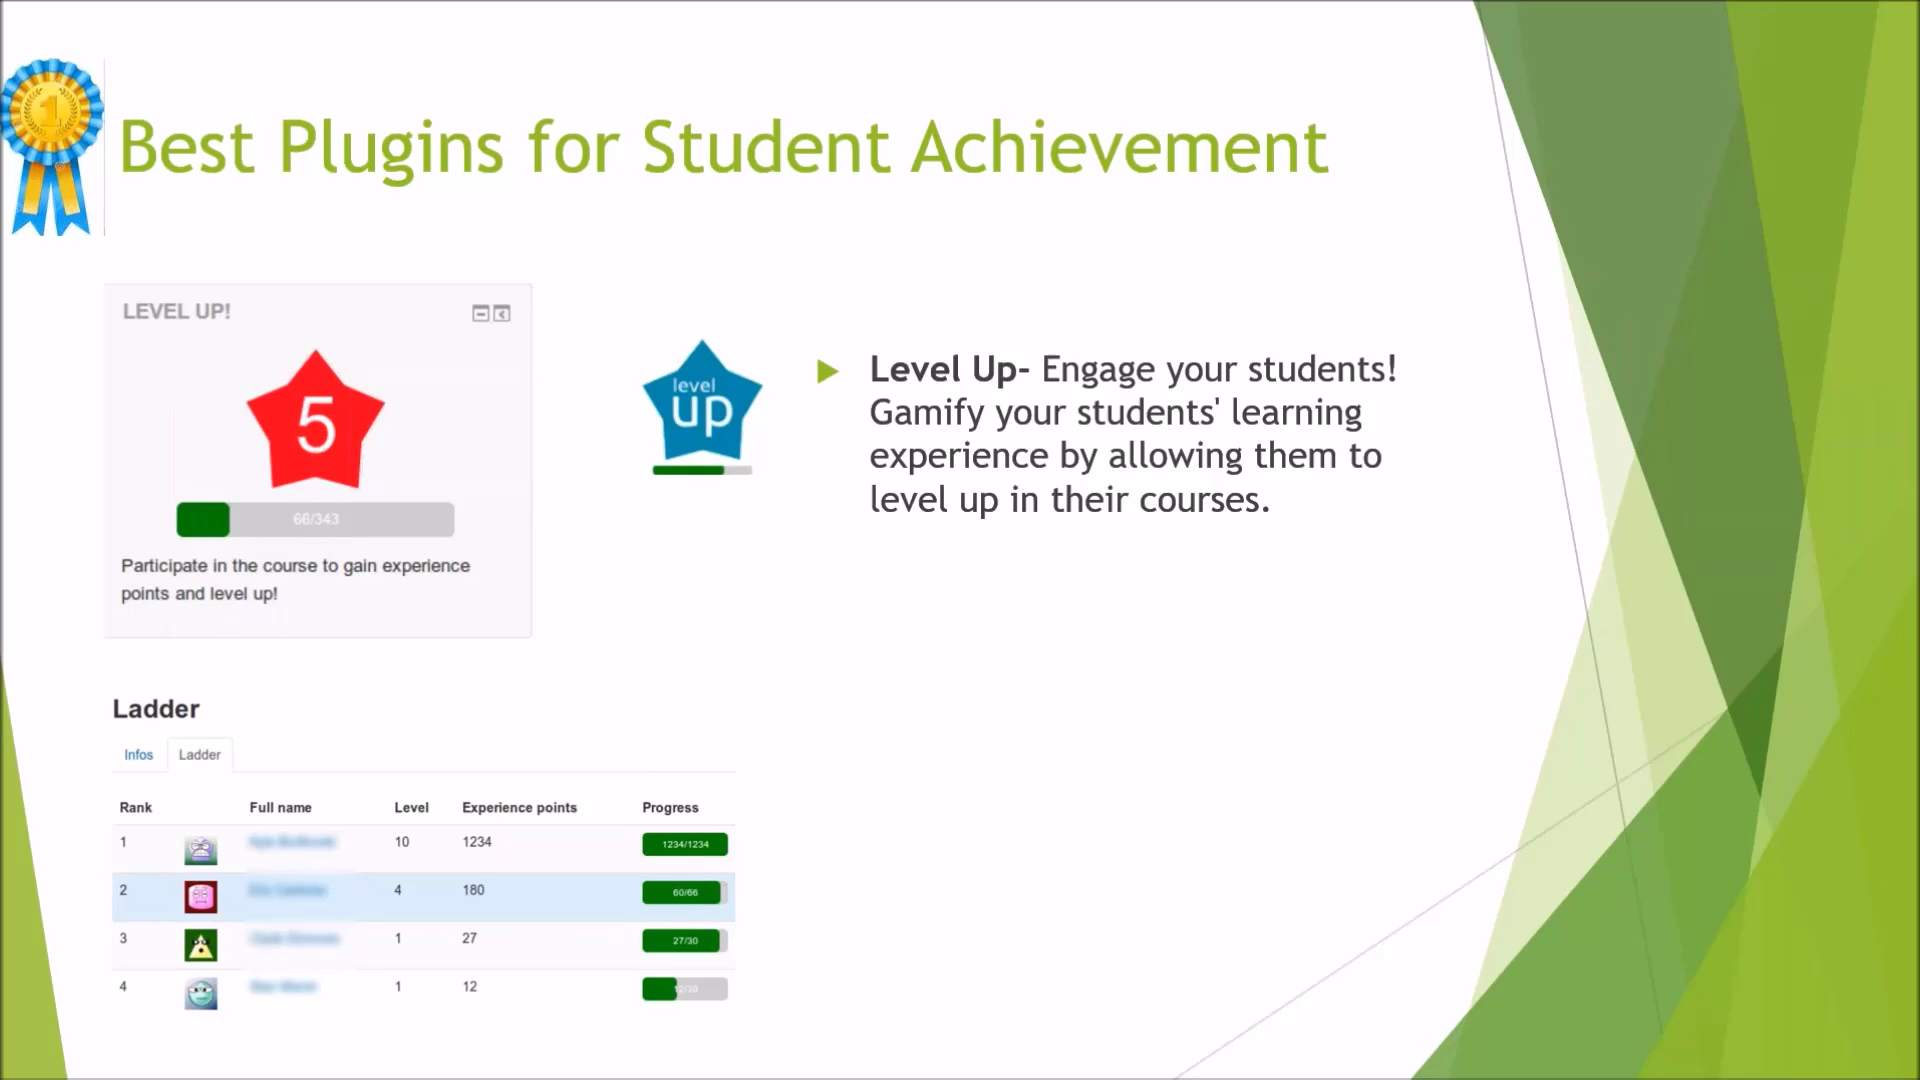 1
Best Plugins for Student Achievement
LEVEL UP!
5
66/343
Participate in the course to gain experience
points and level up!
level
up
Level Up- Engage your students!
Gamify your students' learning
experience by allowing them to
level up in their courses.
Ladder
Infos Ladder
Rank Full name Level Experience points Progress
1 10 1234 1234/1234
2 4 180 60/66
3 1 27 27/30
4 1 12 12/30